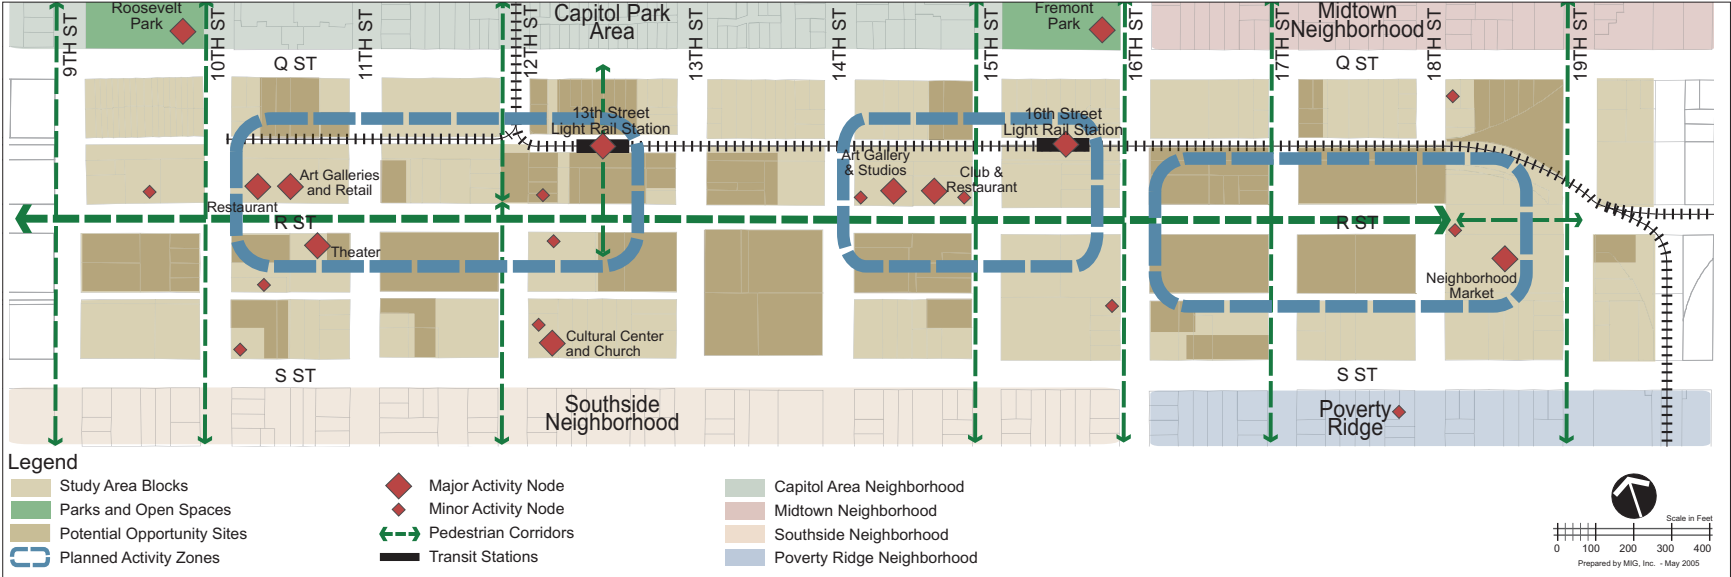 Roosevelt
Park
Capitol Park
Area
Fremont
Park
Midtown
Neighborhood
9TH ST
10TH ST
11TH ST
12TH ST
13TH ST
14TH ST
15TH ST
16TH ST
17TH ST
18TH ST
19TH ST
Q ST
Q ST
13th Street
Light Rail Station
16th Street
Light Rail Station
Art Galleries
and Retail
Restaurant
Art Gallery
& Studios
Club &
Restaurant
R ST
R ST
Theater
Neighborhood
Market
Cultural Center
and Church
S ST
S ST
Southside
Neighborhood
Poverty
Ridge
Legend
Study Area Blocks
Parks and Open Spaces
Potential Opportunity Sites
Planned Activity Zones
Major Activity Node
Minor Activity Node
Pedestrian Corridors
Transit Stations
Capitol Area Neighborhood
Midtown Neighborhood
Southside Neighborhood
Poverty Ridge Neighborhood
Scale in Feet
0 100 200 300 400
Prepared by MIG, Inc. - May 2005